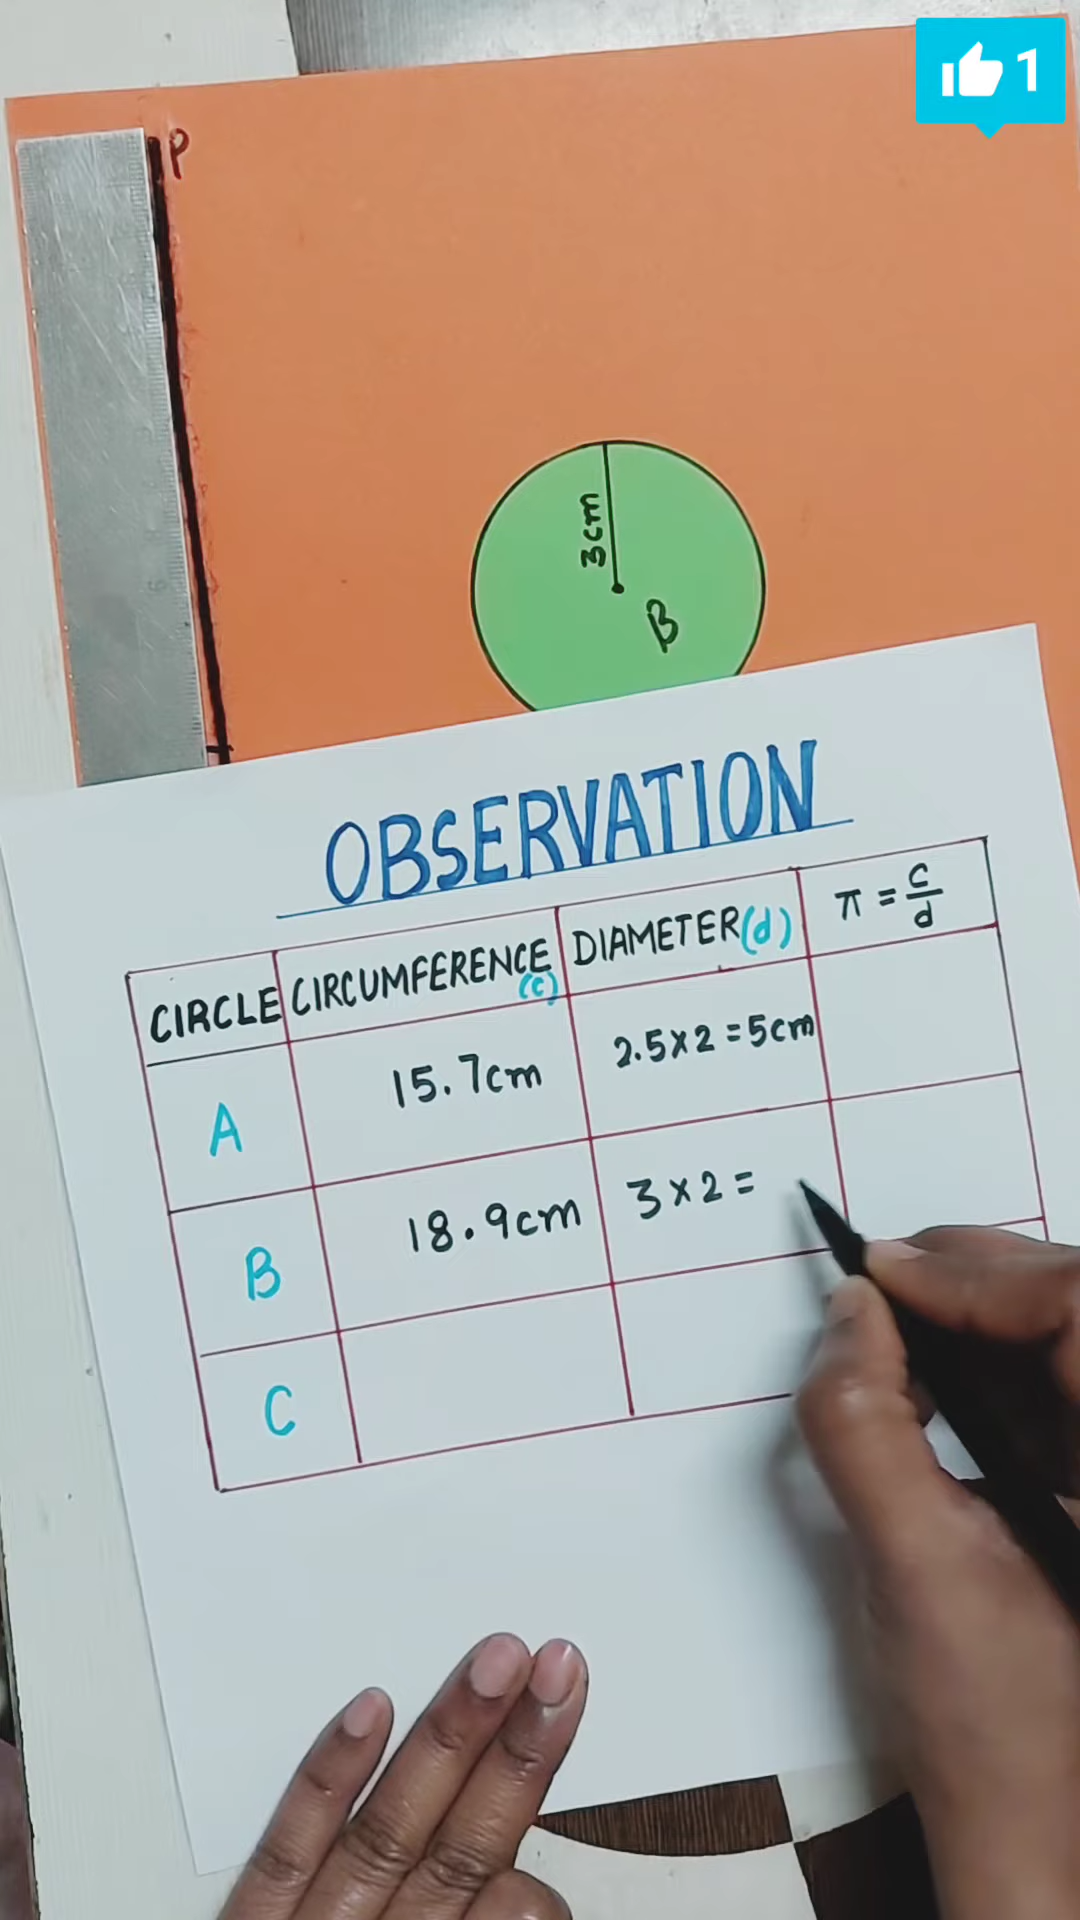 1
P
3cm
B
OBSERVATION
CIRCLE CIRCUMFERENCE (c) DIAMETER (d) π = c/d
A 15.7cm 2.5×2=5cm
B 18.9cm 3×2=
C